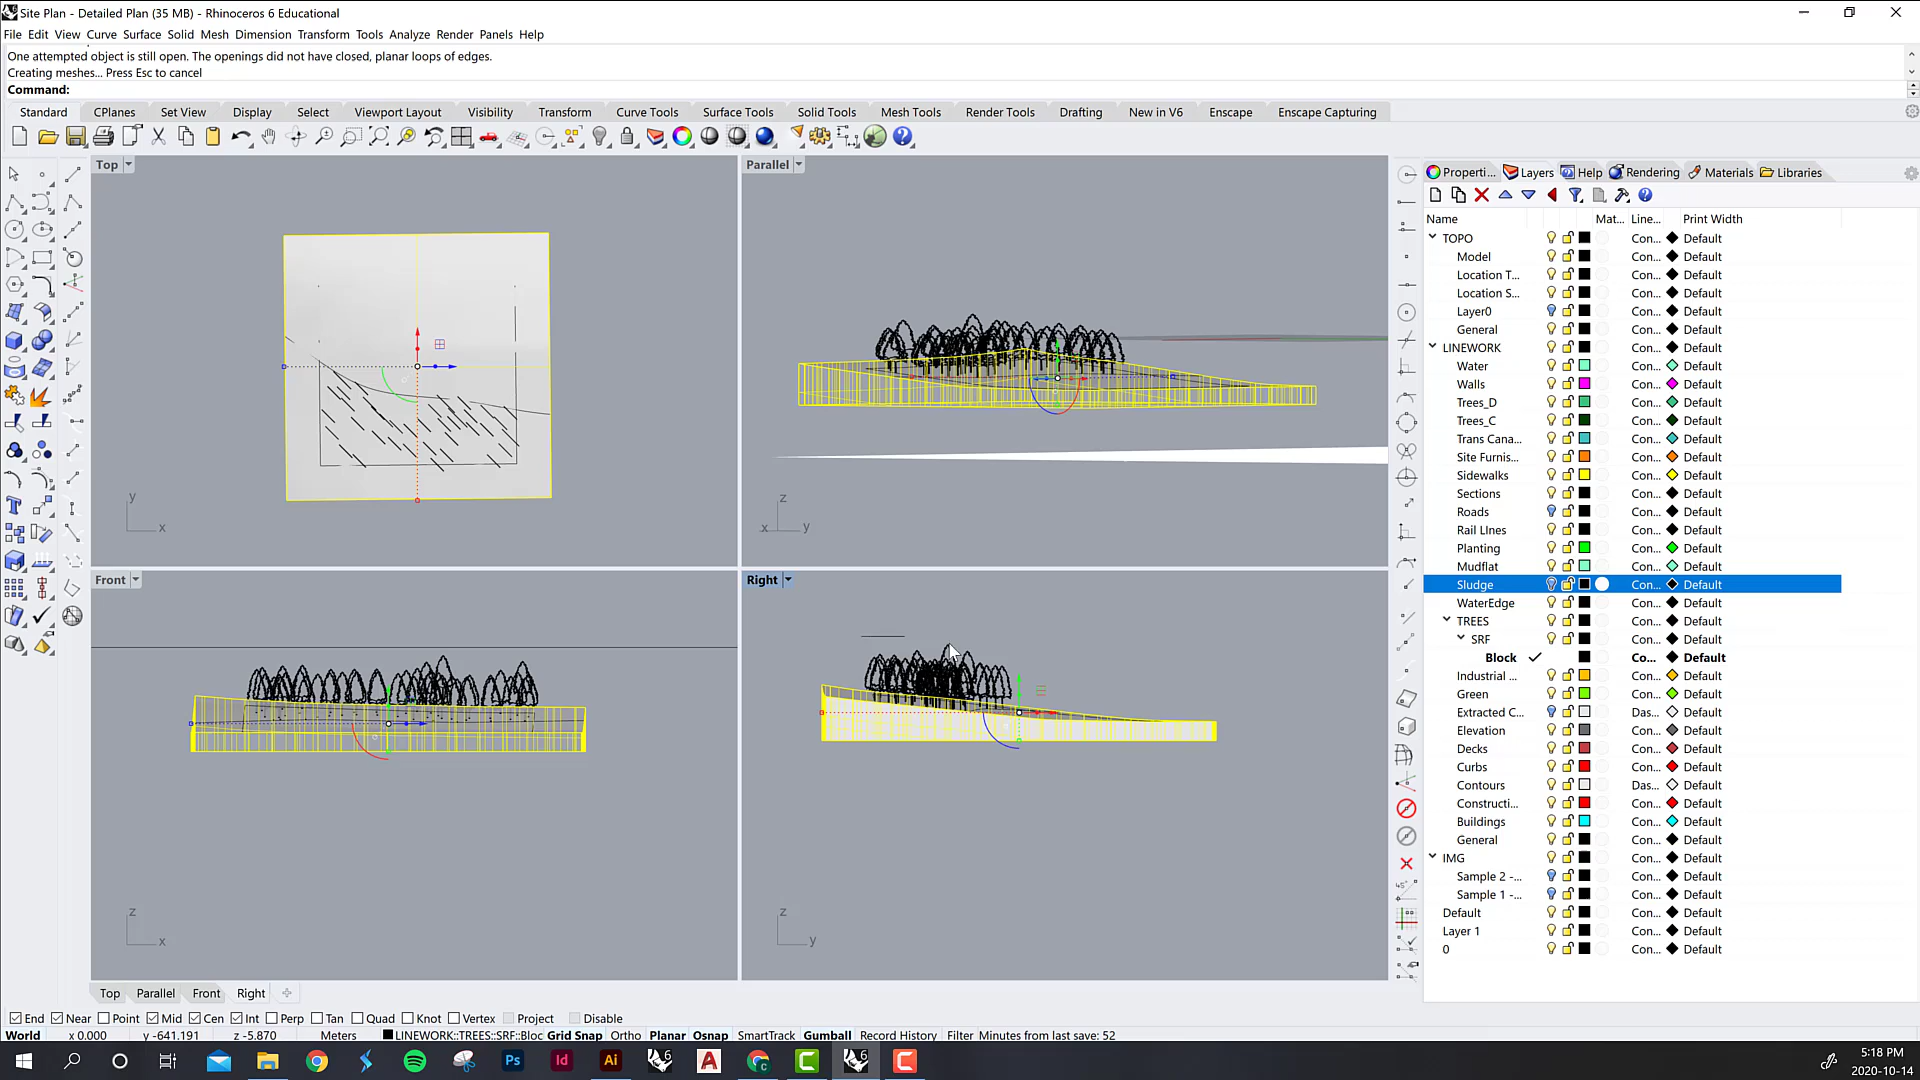 Site Plan - Detailed Plan (35 MB) - Rhinoceros 6 Educational
File Edit View Curve Surface Solid Mesh Dimension Transform Tools Analyze Render Panels Help
One attempted object is still open. The openings did not have closed, planar loops of edges.
Creating meshes... Press Esc to cancel
Command:
Standard CPlanes Set View Display Select Viewport Layout Visibility Transform Curve Tools Surface Tools Solid Tools Mesh Tools Render Tools Drafting New in V6 Enscape Enscape Capturing
Top
Parallel
Properti... Layers Help Rendering Materials Libraries
Name Mat... Line... Print Width
TOPO Con... Default
Model Con... Default
Location T... Con... Default
Location S... Con... Default
Layer0 Con... Default
General Con... Default
LINEWORK Con... Default
Water Con... Default
Walls Con... Default
Trees_D Con... Default
Trees_C Con... Default
Trans Cana... Con... Default
Site Furnis... Con... Default
Sidewalks Con... Default
Sections Con... Default
Roads Con... Default
Rail LInes Con... Default
Planting Con... Default
Mudflat Con... Default
Sludge Con... Default
WaterEdge Con... Default
TREES Con... Default
SRF Con... Default
Block Co... Default
Industrial ... Con... Default
Green Con... Default
Extracted C... Das... Default
Elevation Con... Default
Decks Con... Default
Curbs Con... Default
Contours Das... Default
Constructi... Con... Default
Buildings Con... Default
General Con... Default
IMG Con... Default
Sample 2 -... Con... Default
Sample 1 -... Con... Default
Default Con... Default
Layer 1 Con... Default
0 Con... Default
y
x
z
x y
Front
Right
z
x
z
y
Top Parallel Front Right
End Near Point Mid Cen Int Perp Tan Quad Knot Vertex Project Disable
World x 0.000 y -641.191 z -5.870 Meters LINEWORK::TREES::SRF::Bloc Grid Snap Ortho Planar Osnap SmartTrack Gumball Record History Filter Minutes from last save: 52
Ps Id Ai 6 A C 6 C
5:18 PM
2020-10-14